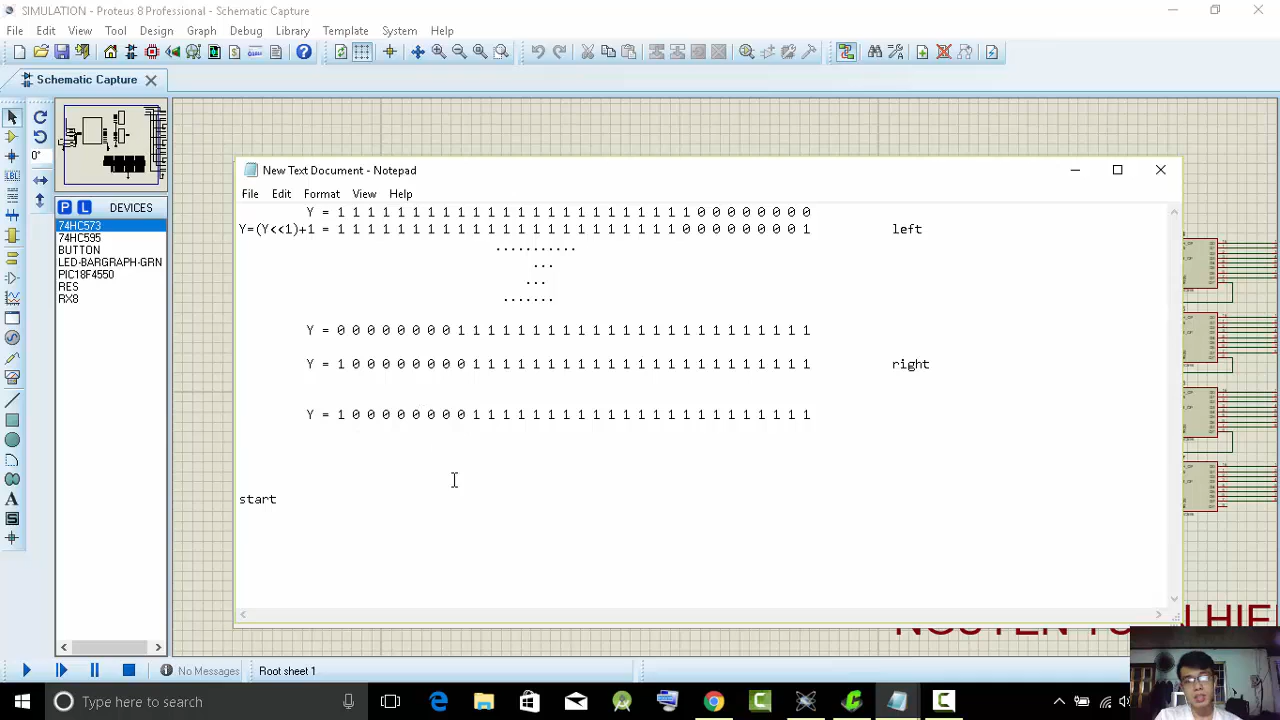 SIMULATION - Proteus 8 Professional - Schematic Capture
File Edit View Tool Design Graph Debug Library Template System Help
Schematic Capture
0°
P L DEVICES
74HC573
74HC595
BUTTON
LED-BARGRAPH-GRN
PIC18F4550
RES
RX8
New Text Document - Notepad
File Edit Format View Help
Y = 1 1 1 1 1 1 1 1 1 1 1 1 1 1 1 1 1 1 1 1 1 1 1 1 0 0 0 0 0 0 0 0
Y=(Y<<1)+1 = 1 1 1 1 1 1 1 1 1 1 1 1 1 1 1 1 1 1 1 1 1 1 1 0 0 0 0 0 0 0 0 1 left
...........
...
...
.......
Y = 0 0 0 0 0 0 0 0 1 1 1 1 1 1 1 1 1 1 1 1 1 1 1 1 1 1 1 1 1 1 1 1
Y = 1 0 0 0 0 0 0 0 0 1 1 1 1 1 1 1 1 1 1 1 1 1 1 1 1 1 1 1 1 1 1 1 right
Y = 1 0 0 0 0 0 0 0 0 1 1 1 1 1 1 1 1 1 1 1 1 1 1 1 1 1 1 1 1 1 1 1
start
No Messages
Root sheet 1
Type here to search